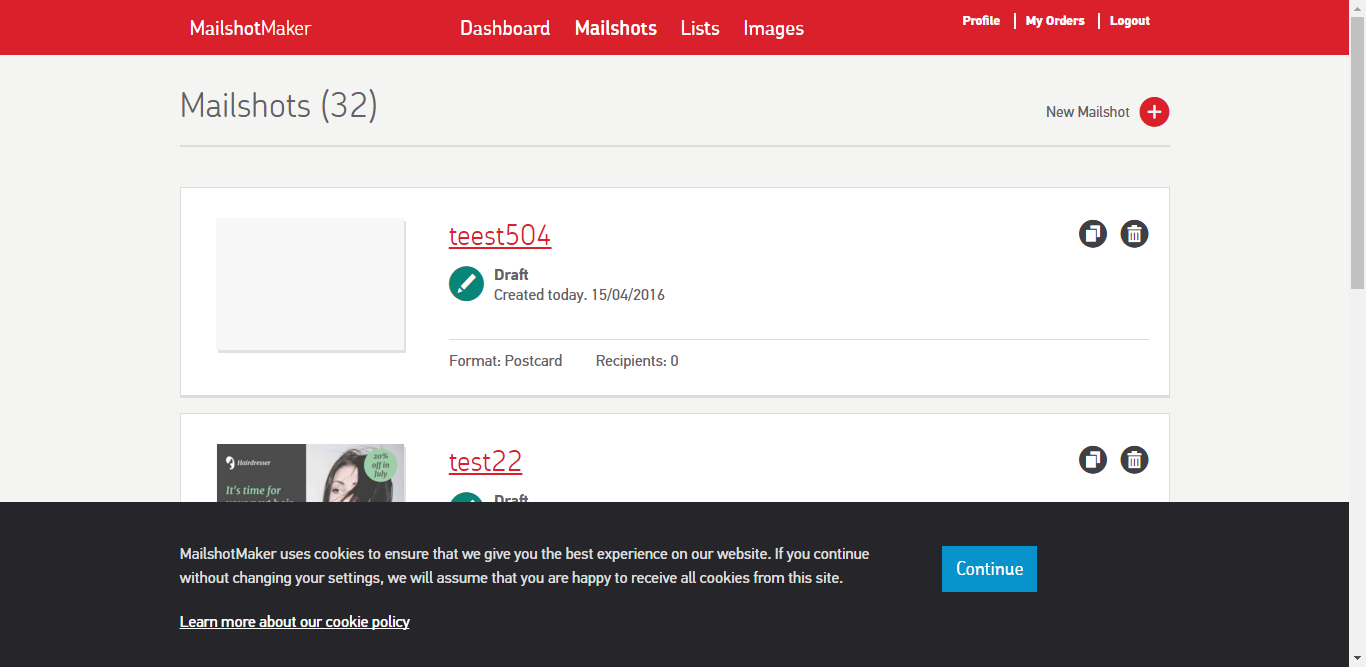 MailshotMaker
Dashboard Mailshots Lists Images
Profile My Orders Logout
Mailshots (32)
New Mailshot
teest504
Draft
Created today. 15/04/2016
Format: Postcard Recipients: 0
Hairdresser
20%
off in
July
It's time for
test22
Draft
MailshotMaker uses cookies to ensure that we give you the best experience on our website. If you continue
without changing your settings, we will assume that you are happy to receive all cookies from this site.
Continue
Learn more about our cookie policy